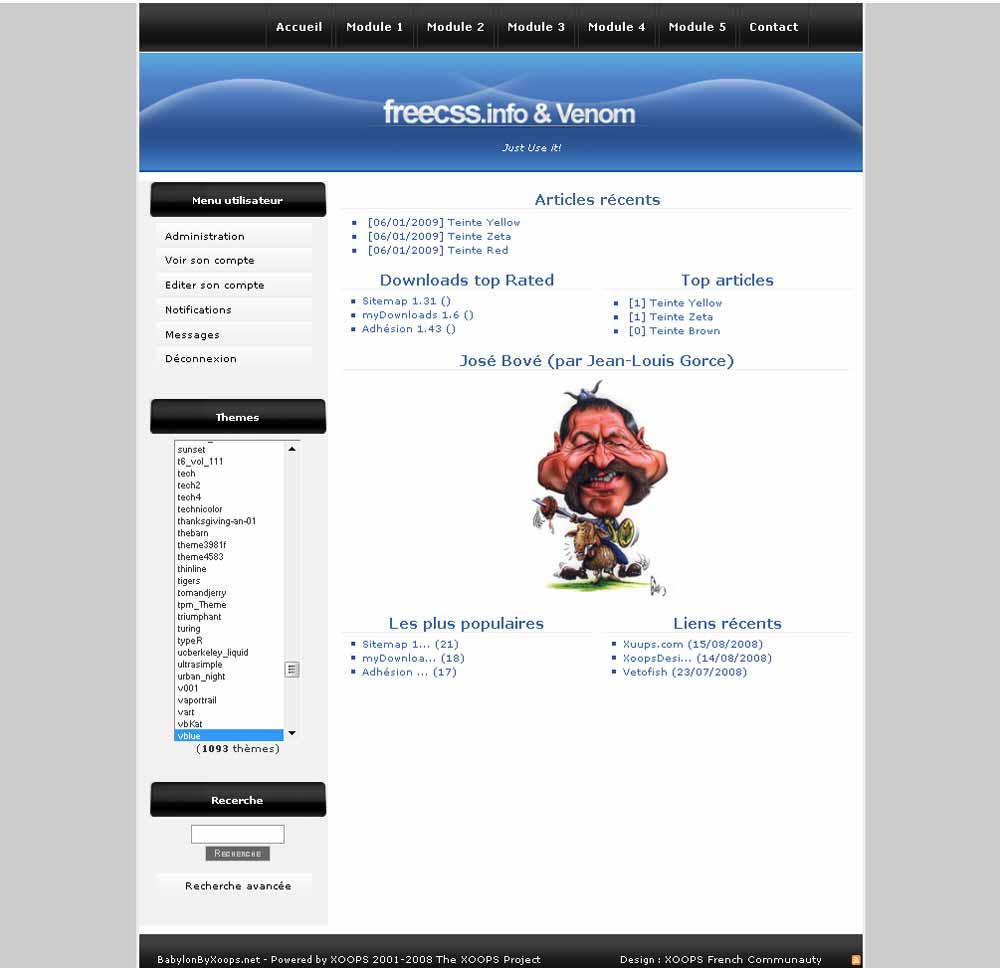 Accueil Module 1 Module 2 Module 3 Module 4 Module 5 Contact
freecss.info & Venom
Just Use it!
Menu utilisateur
Administration
Voir son compte
Editer son compte
Notifications
Messages
Déconnexion
Themes
sunset
t6_vol_111
tech
tech2
tech4
technicolor
thanksgiving-an-01
thebarn
theme3981f
theme4583
thinline
tigers
tomandjerry
tpm_Theme
triumphant
turing
typeR
ucberkeley_liquid
ultrasimple
urban_night
v001
vaportrail
vart
vbKat
vblue
(1093 thèmes)
Recerche
Recherche
Recherche avancée
Articles récents
[06/01/2009] Teinte Yellow
[06/01/2009] Teinte Zeta
[06/01/2009] Teinte Red
Downloads top Rated
Sitemap 1.31 ()
myDownloads 1.6 ()
Adhésion 1.43 ()
Top articles
[1] Teinte Yellow
[1] Teinte Zeta
[0] Teinte Brown
José Bové (par Jean-Louis Gorce)
Les plus populaires
Sitemap 1... (21)
myDownloa... (18)
Adhésion ... (17)
Liens récents
Xuups.com (15/08/2008)
XoopsDesi... (14/08/2008)
Vetofish (23/07/2008)
BabylonByXoops.net - Powered by XOOPS 2001-2008 The XOOPS Project
Design : XOOPS French Communauty